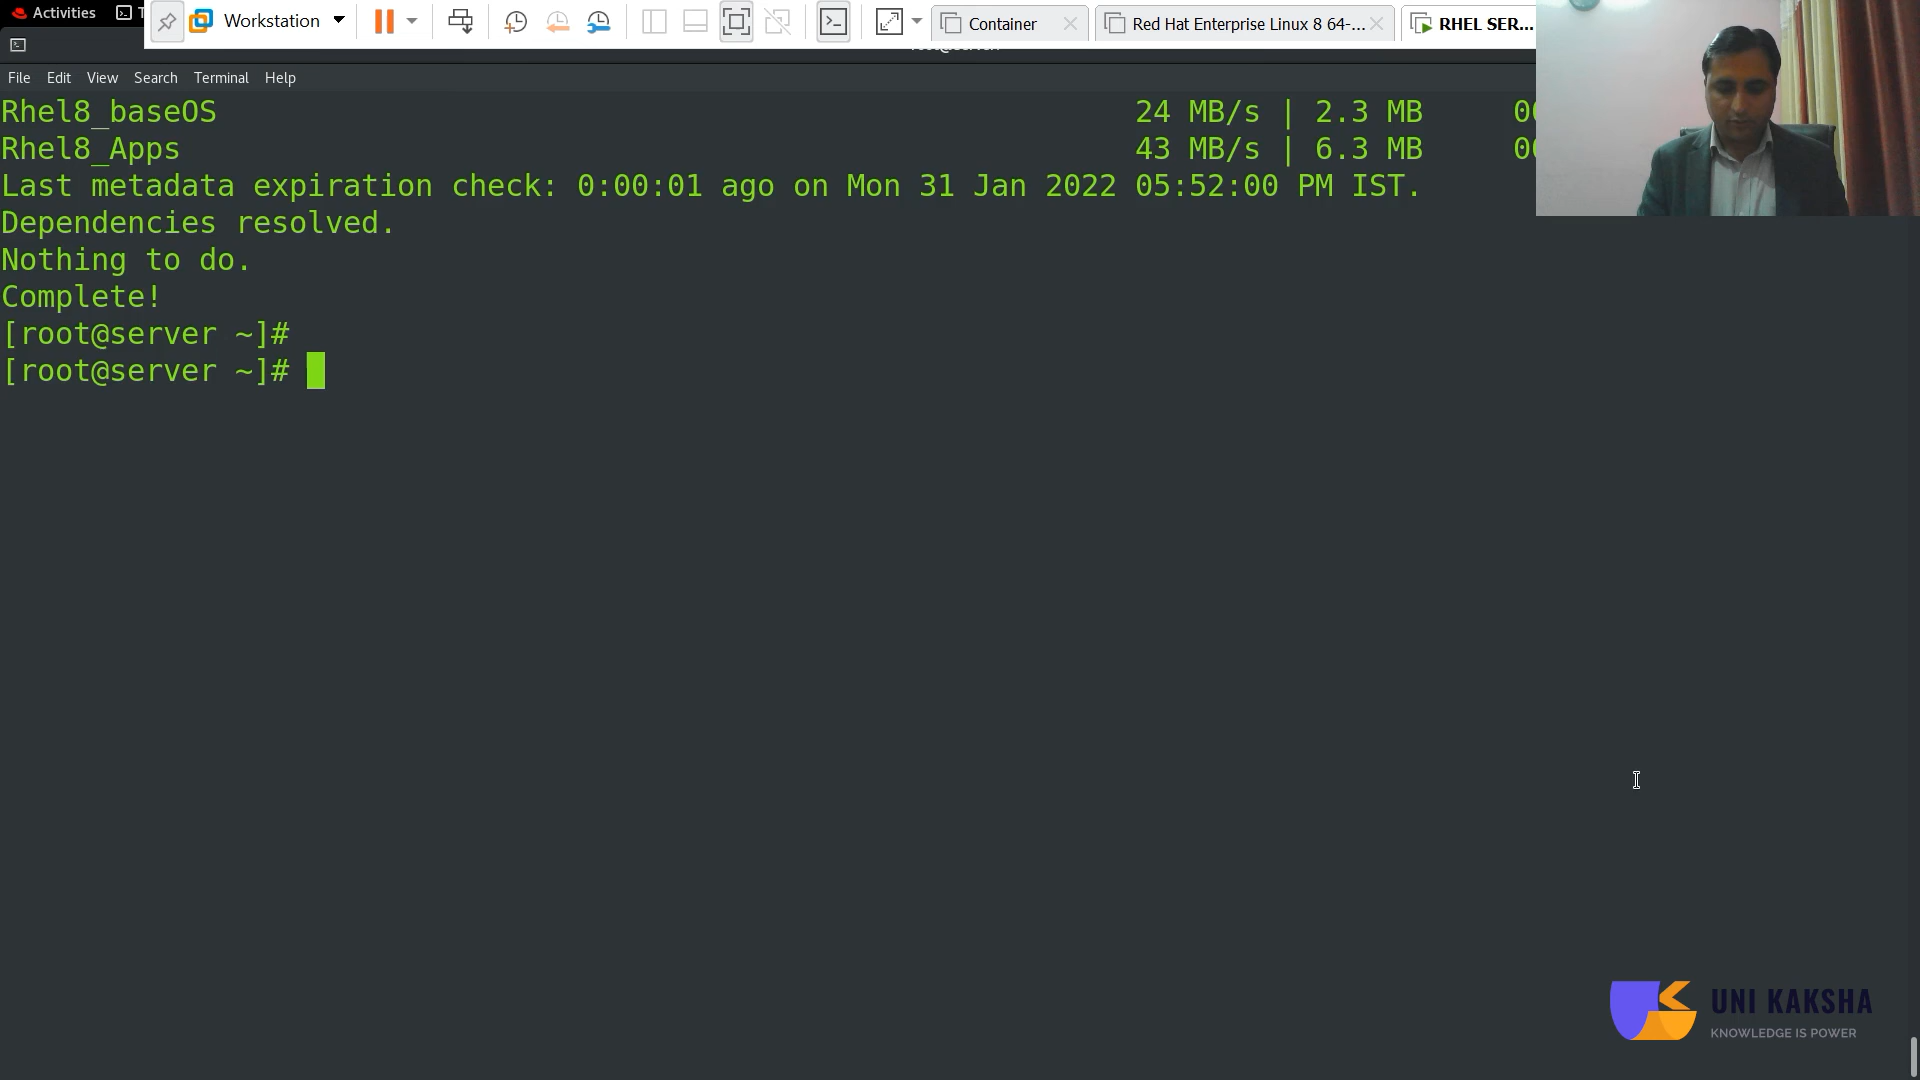 Activities
Workstation
Container
Red Hat Enterprise Linux 8 64-...
RHEL SER...
File Edit View Search Terminal Help
Rhel8_baseOS 24 MB/s | 2.3 MB
Rhel8_Apps 43 MB/s | 6.3 MB
Last metadata expiration check: 0:00:01 ago on Mon 31 Jan 2022 05:52:00 PM IST.
Dependencies resolved.
Nothing to do.
Complete!
[root@server ~]#
[root@server ~]#
UNI KAKSHA
KNOWLEDGE IS POWER